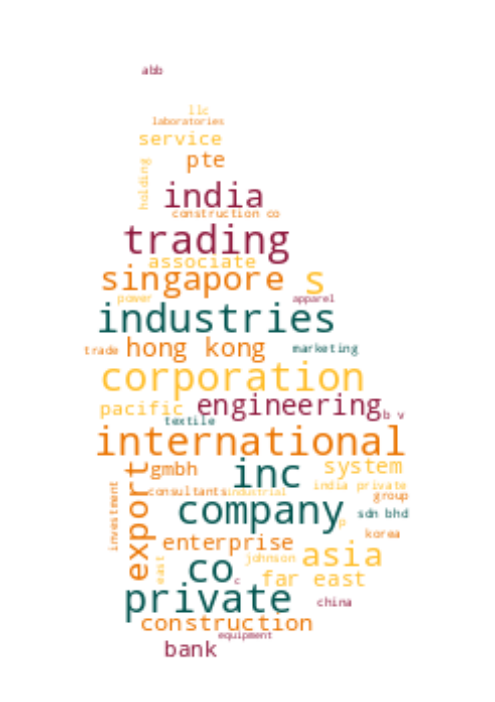 abb
llc
laboratories
service
pte
holding
india
construction co
trading
associate
singapore s
power apparel
industries
trade hong kong marketing
corporation
pacific engineering b v
textile
international
gmbh inc system
export
investment
consultants industrial india private
group
company sdn bhd
p
korea
enterprise
johnson asia
east
co c far east
private china
construction
equipment
bank